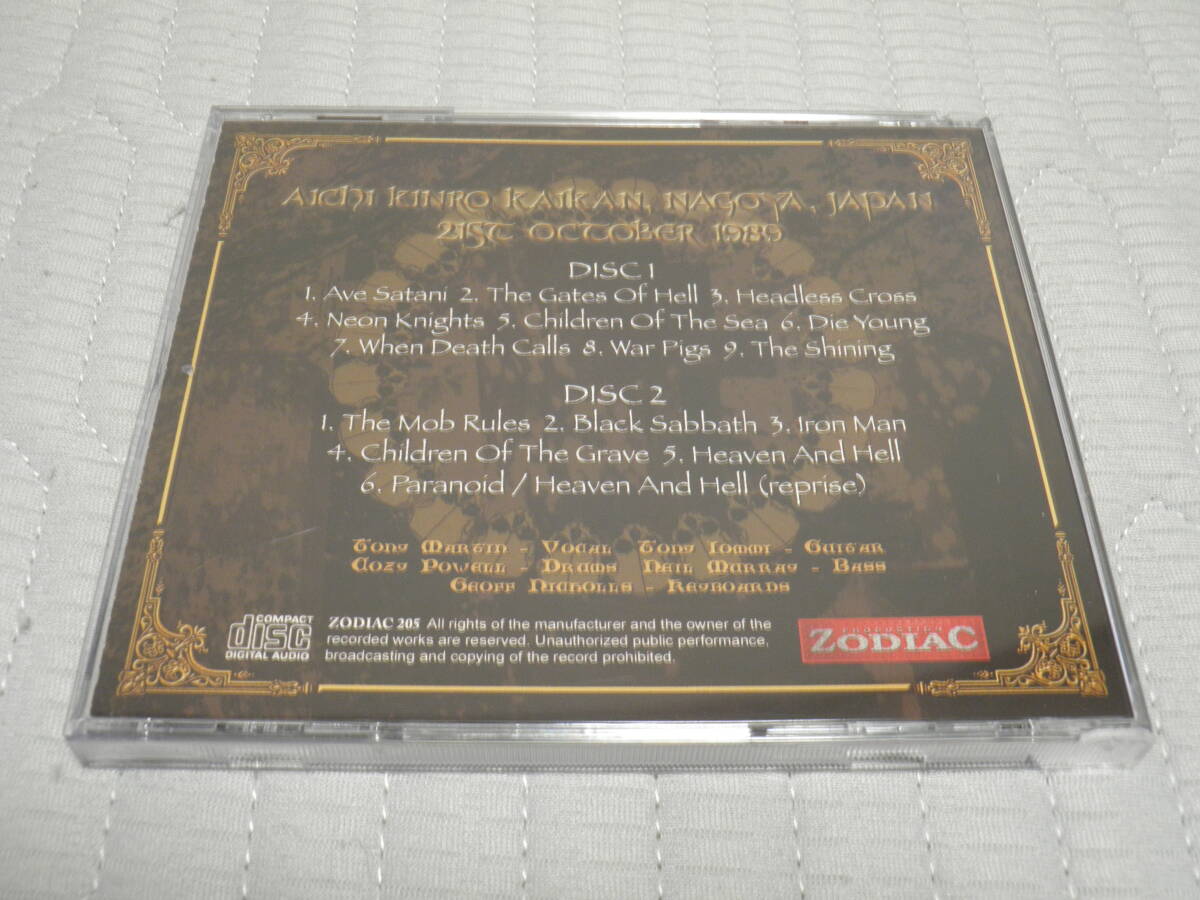 AICHI KINRO KAIKAN, NAGOYA, JAPAN
21ST OCTOBER 1989
DISC 1
1. Ave Satani 2. The Gates Of Hell 3. Headless Cross
4. Neon Knights 5. Children Of The Sea 6. Die Young
7. When Death Calls 8. War Pigs 9. The Shining
DISC 2
1. The Mob Rules 2. Black Sabbath 3. Iron Man
4. Children Of The Grave 5. Heaven And Hell
6. Paranoid / Heaven And Hell (reprise)
Tony Martin - Vocal Tony Iommi - Guitar
Cozy Powell - Drums Neil Murray - Bass
Geoff Nicholls - Keyboards
COMPACT
disc
DIGITAL AUDIO
ZODIAC 205 All rights of the manufacturer and the owner of the
recorded works are reserved. Unauthorized public performance,
broadcasting and copying of the record prohibited.
PRODUCTION
ZODIAC